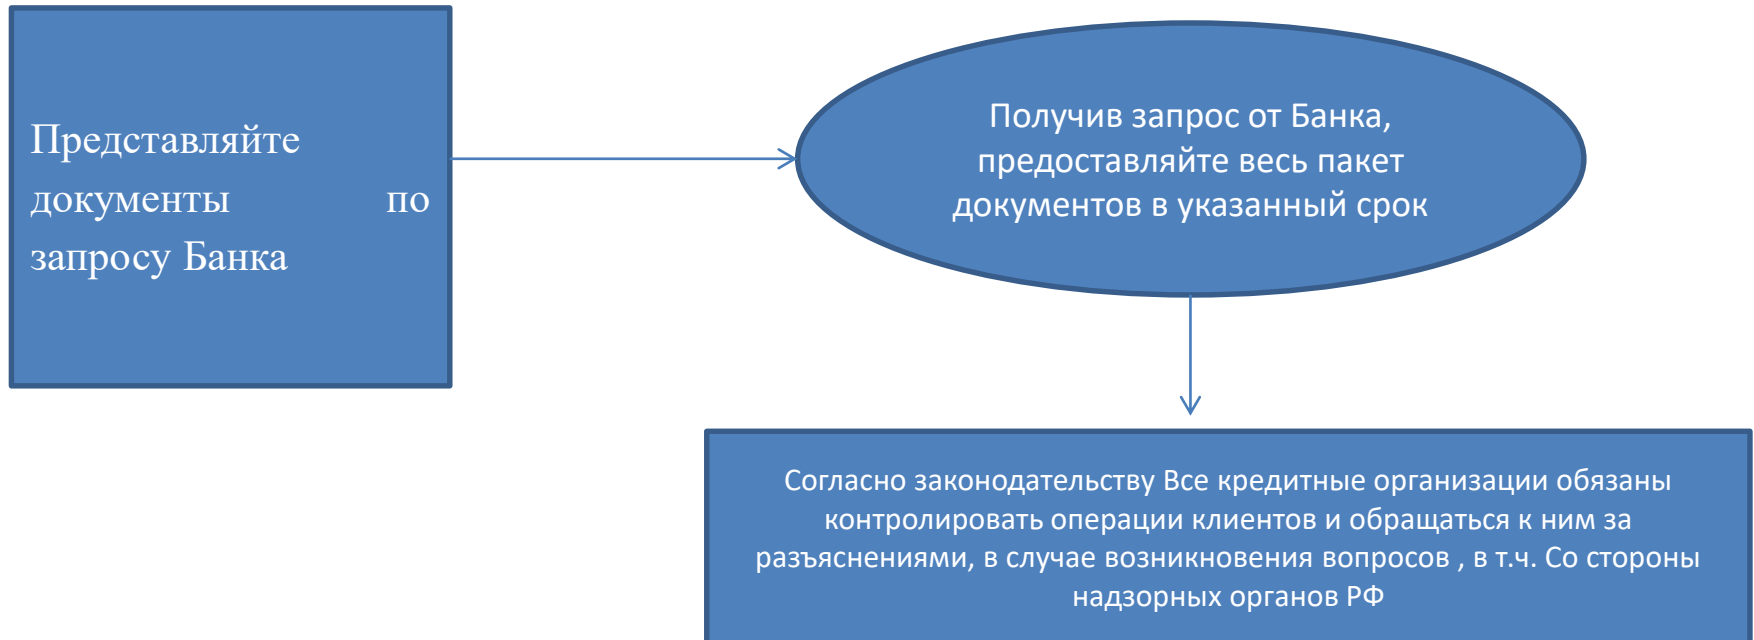 Представляйте
документы по
запросу Банка
Получив запрос от Банка,
предоставляйте весь пакет
документов в указанный срок
Согласно законодательству Все кредитные организации обязаны
контролировать операции клиентов и обращаться к ним за
разъяснениями, в случае возникновения вопросов , в т.ч. Со стороны
надзорных органов РФ